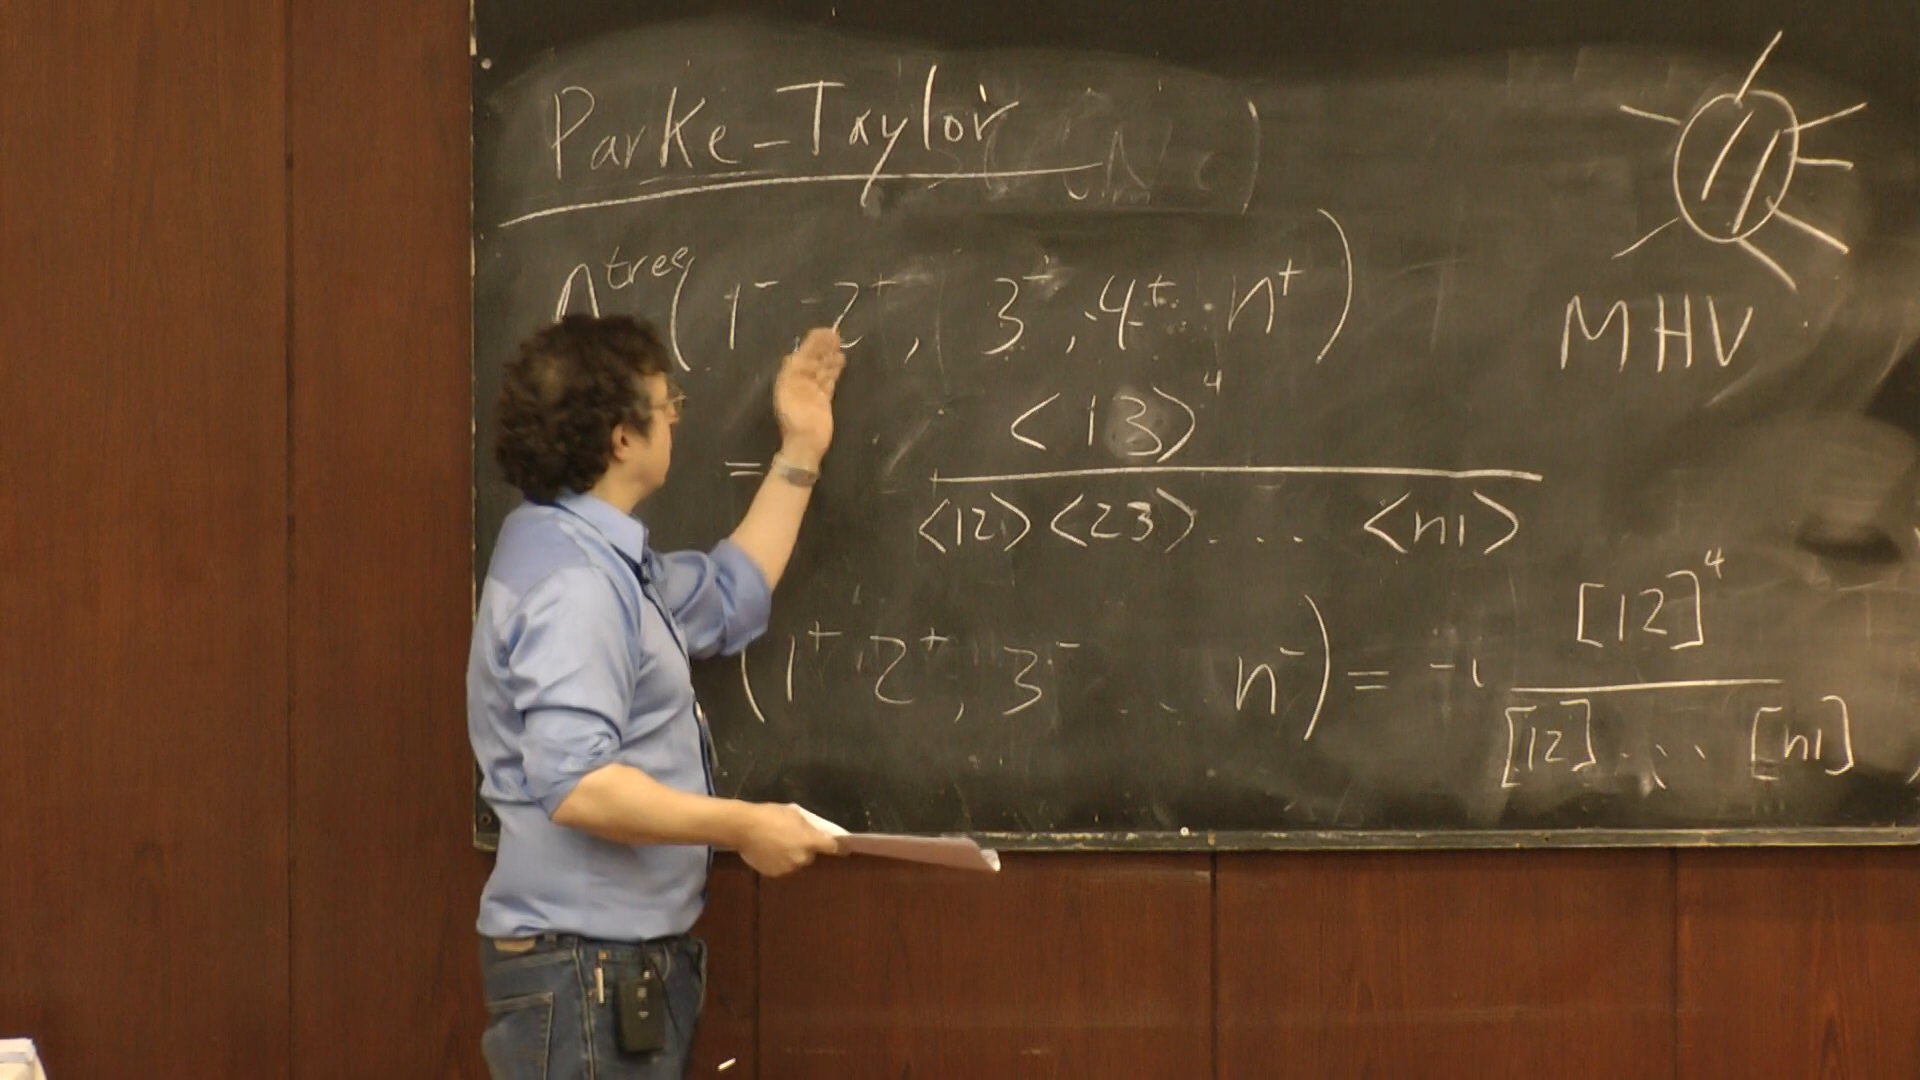 Parke-Taylor
A^tree (1^-, 2^+, 3^-, 4^+ ... n^+)
= <13>^4 / <12><23> .... <n1>
(1^+ 2^+, 3^- ... n^-) = -i [12]^4 / [12] .... [n1]
MHV